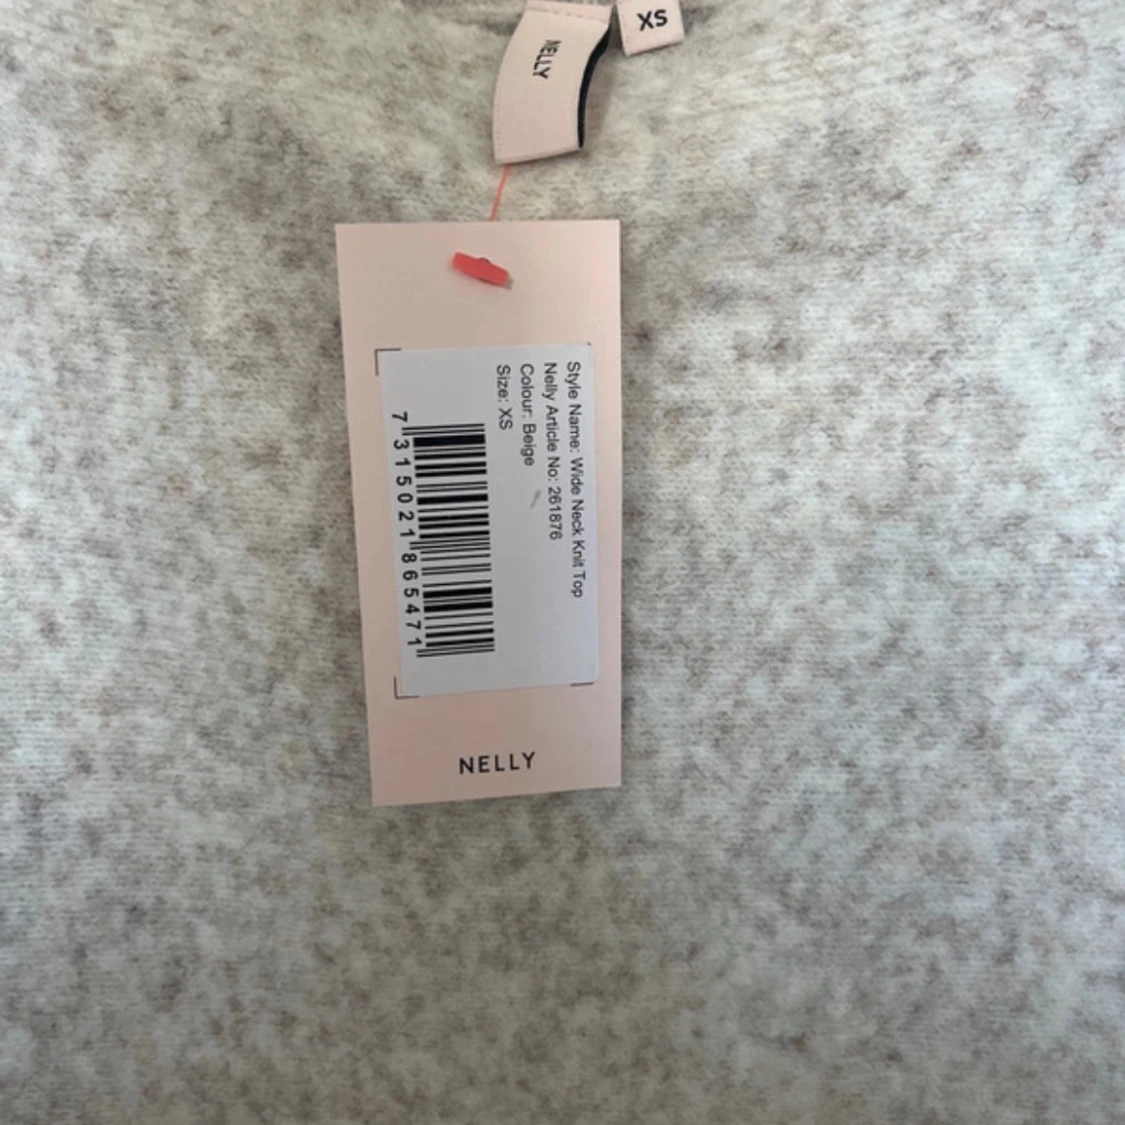 XS
NELLY
Style Name: Wide Neck Knit Top
Nelly Article No: 261876
Colour: Beige
Size: XS
7 315021 865471
NELLY